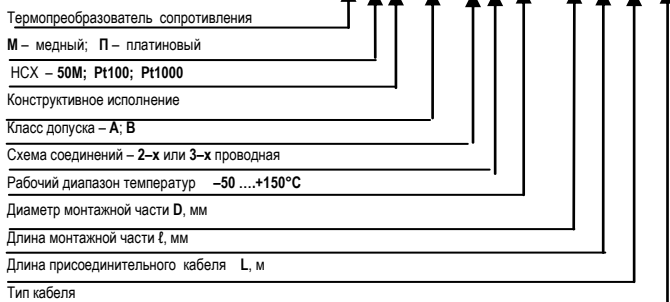 Термопреобразователь сопротивления
М – медный; П – платиновый
НСХ – 50М; Pt100; Pt1000
Конструктивное исполнение
Класс допуска – А; В
Схема соединений – 2–х или 3–х проводная
Рабочий диапазон температур –50 ....+150°С
Диаметр монтажной части D, мм
Длина монтажной части ℓ, мм
Длина присоединительного кабеля L, м
Тип кабеля